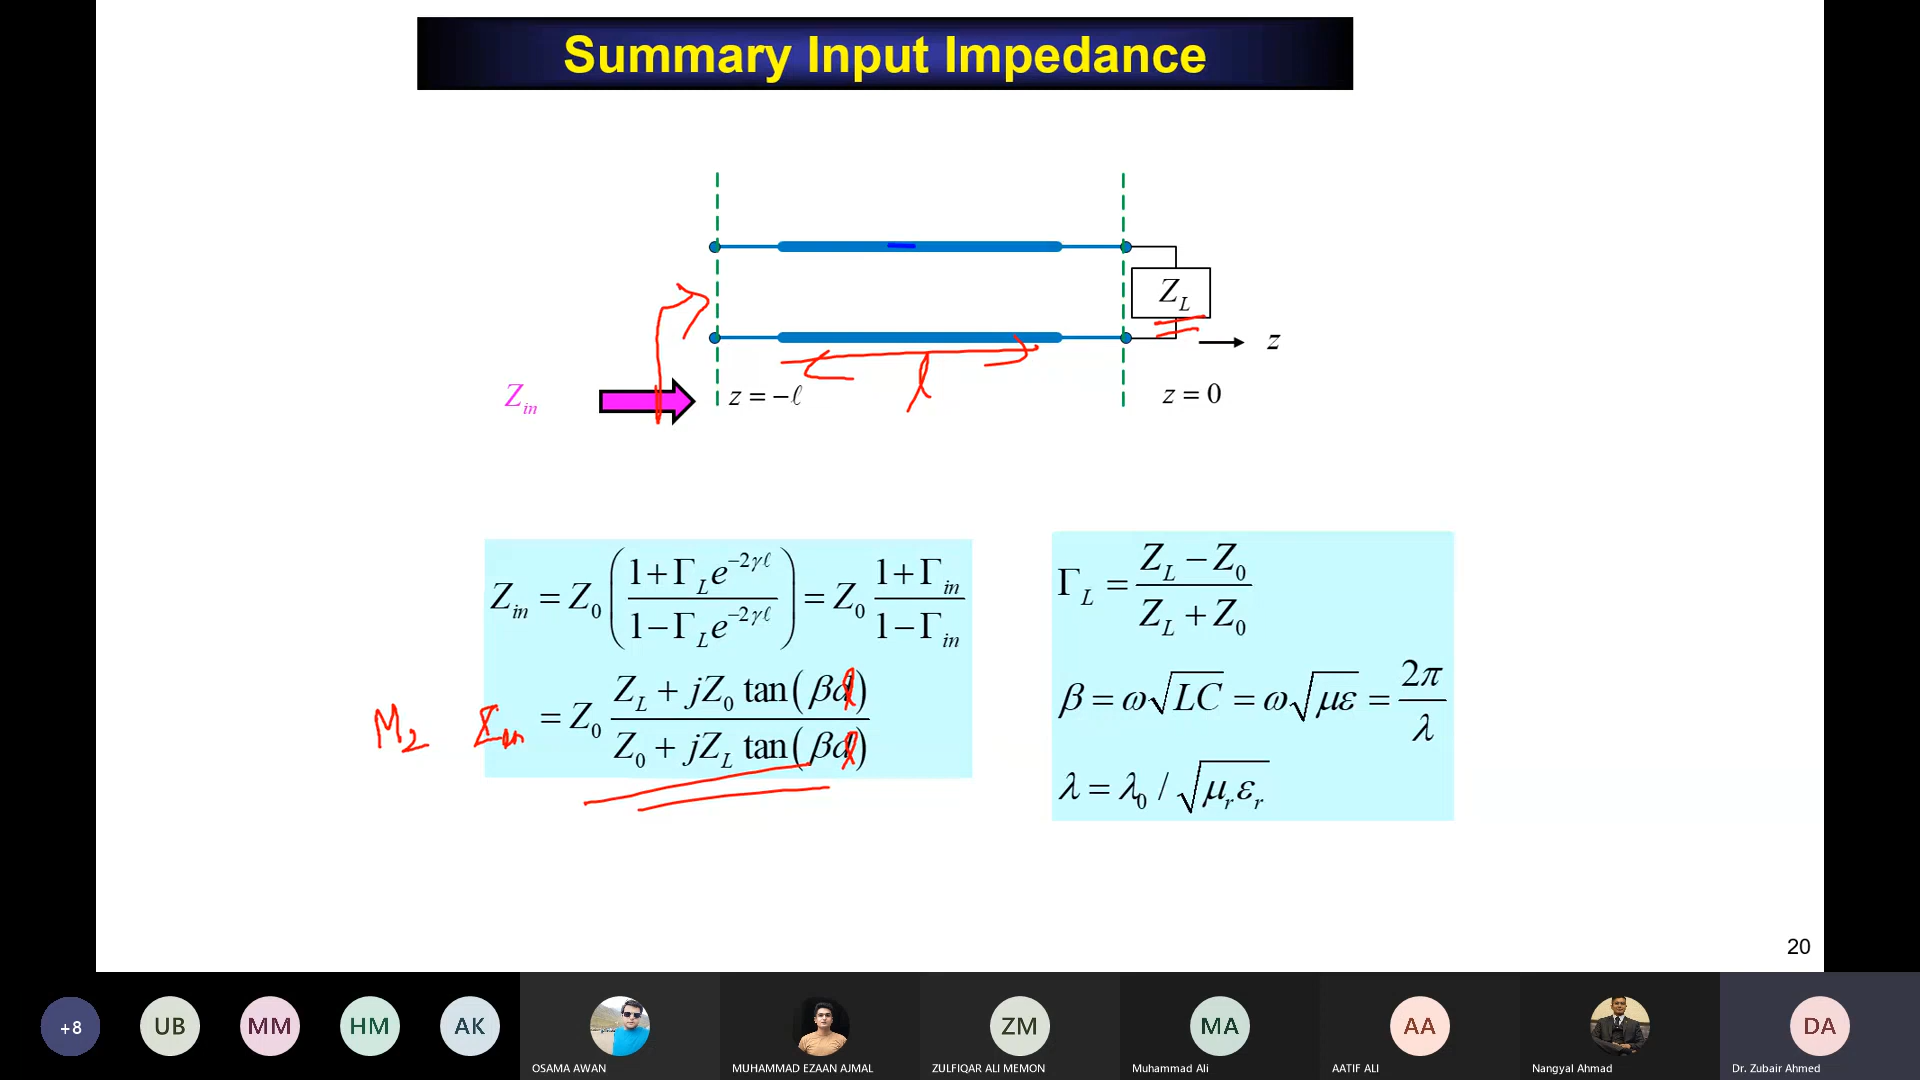 Summary Input Impedance
Z_L
z
Z_in
z = −ℓ
l
z = 0
Z_in = Z_0 ( (1 + Γ_L e^{−2γℓ}) / (1 − Γ_L e^{−2γℓ}) ) = Z_0 (1 + Γ_in) / (1 − Γ_in)
M2 Zin = Z_0 (Z_L + jZ_0 tan(βl)) / (Z_0 + jZ_L tan(βl))
Γ_L = (Z_L − Z_0) / (Z_L + Z_0)
β = ω√LC = ω√με = 2π / λ
λ = λ_0 / √μ_r ε_r
20
+8
UB
MM
HM
AK
ZM
MA
AA
DA
OSAMA AWAN
MUHAMMAD EZAAN AJMAL
ZULFIQAR ALI MEMON
Muhammad Ali
AATIF ALI
Nangyal Ahmad
Dr. Zubair Ahmed